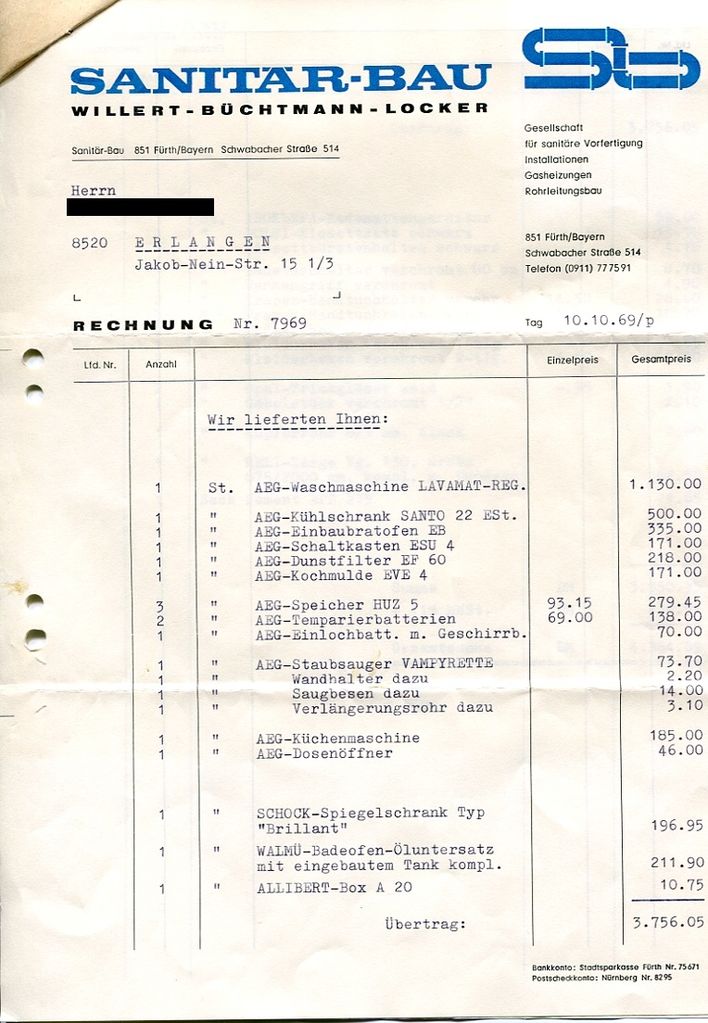 SANITÄR-BAU
WILLERT-BÜCHTMANN-LOCKER
Sanitär-Bau 851 Fürth/Bayern Schwabacher Straße 514
Gesellschaft
für sanitäre Vorfertigung
Installationen
Gasheizungen
Rohrleitungsbau
Herrn
8520 ERLANGEN
Jakob-Nein-Str. 15 1/3
851 Fürth/Bayern
Schwabacher Straße 514
Telefon (0911) 777591
RECHNUNG Nr. 7969 Tag 10.10.69/p
Lfd. Nr. Anzahl Einzelpreis Gesamtpreis
Wir lieferten Ihnen:
1 St. AEG-Waschmaschine LAVAMAT-REG. 1.130.00
1 " AEG-Kühlschrank SANTO 22 ESt. 500.00
1 " AEG-Einbaubratofen EB 335.00
1 " AEG-Schaltkasten ESU 4 171.00
1 " AEG-Dunstfilter EF 60 218.00
1 " AEG-Kochmulde EVE 4 171.00
3 " AEG-Speicher HUZ 5 93.15 279.45
2 " AEG-Temparierbatterien 69.00 138.00
1 " AEG-Einlochbatt. m. Geschirrb. 70.00
1 " AEG-Staubsauger VAMPYRETTE 73.70
1 " Wandhalter dazu 2.20
1 " Saugbesen dazu 14.00
1 " Verlängerungsrohr dazu 3.10
1 " AEG-Küchenmaschine 185.00
1 " AEG-Dosenöffner 46.00
1 " SCHOCK-Spiegelschrank Typ
"Brillant" 196.95
1 " WALMÜ-Badeofen-Öluntersatz
mit eingebautem Tank kompl. 211.90
1 " ALLIBERT-Box A 20 10.75
Übertrag: 3.756.05
Bankkonto: Stadtsparkasse Fürth Nr. 75671
Postscheckkonto: Nürnberg Nr. 8295